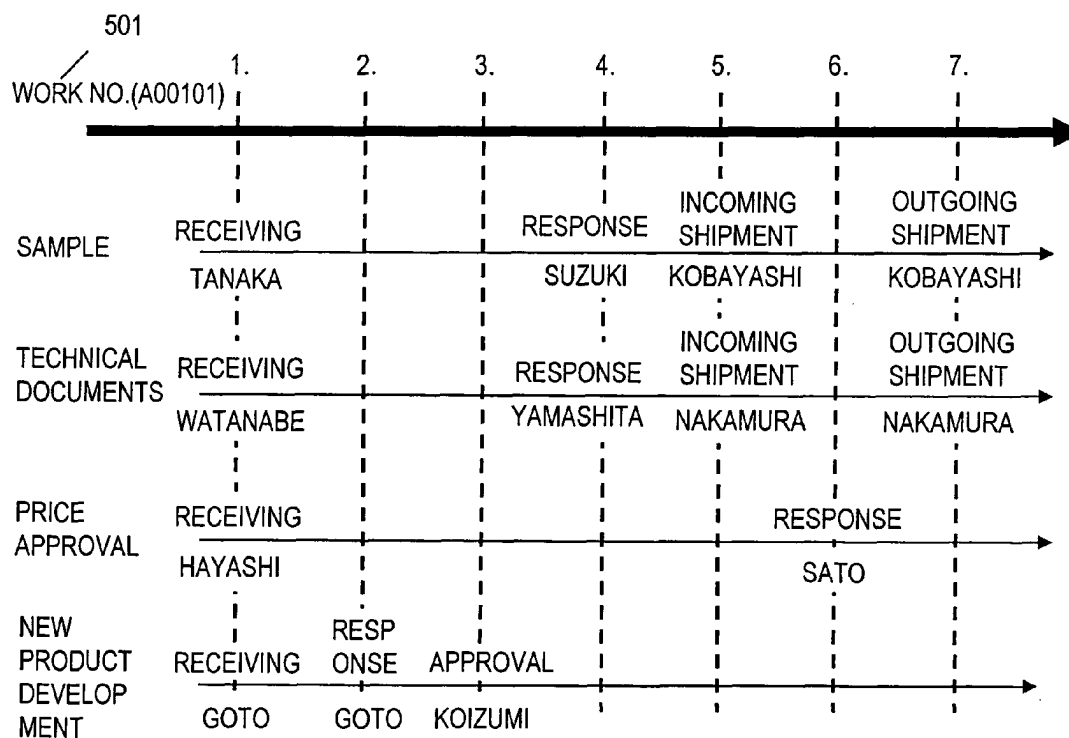 501
1. 2. 3. 4. 5. 6. 7.
WORK NO.(A00101)
SAMPLE
RECEIVING
TANAKA
RESPONSE
SUZUKI
INCOMING
SHIPMENT
KOBAYASHI
OUTGOING
SHIPMENT
KOBAYASHI
TECHNICAL
DOCUMENTS
RECEIVING
WATANABE
RESPONSE
YAMASHITA
INCOMING
SHIPMENT
NAKAMURA
OUTGOING
SHIPMENT
NAKAMURA
PRICE
APPROVAL
RECEIVING
HAYASHI
RESPONSE
SATO
NEW
PRODUCT
DEVELOP
MENT
RECEIVING
GOTO
RESP
ONSE
GOTO
APPROVAL
KOIZUMI